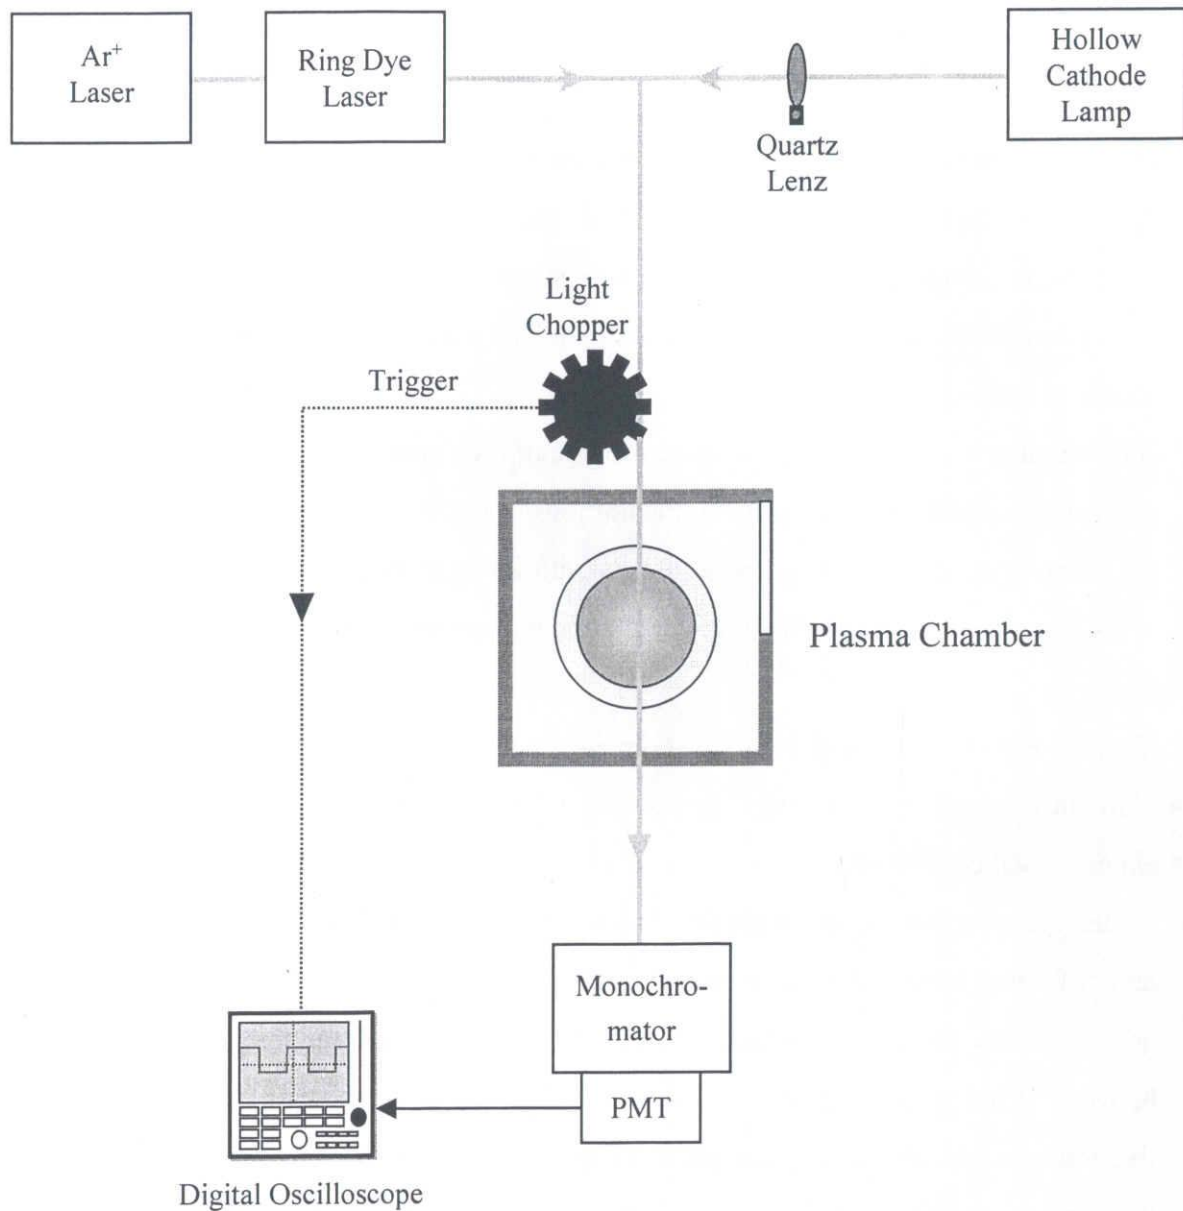 Ar⁺
Laser
Ring Dye
Laser
Hollow
Cathode
Lamp
Quartz
Lenz
Light
Chopper
Trigger
Plasma Chamber
Monochro-
mator
PMT
Digital Oscilloscope